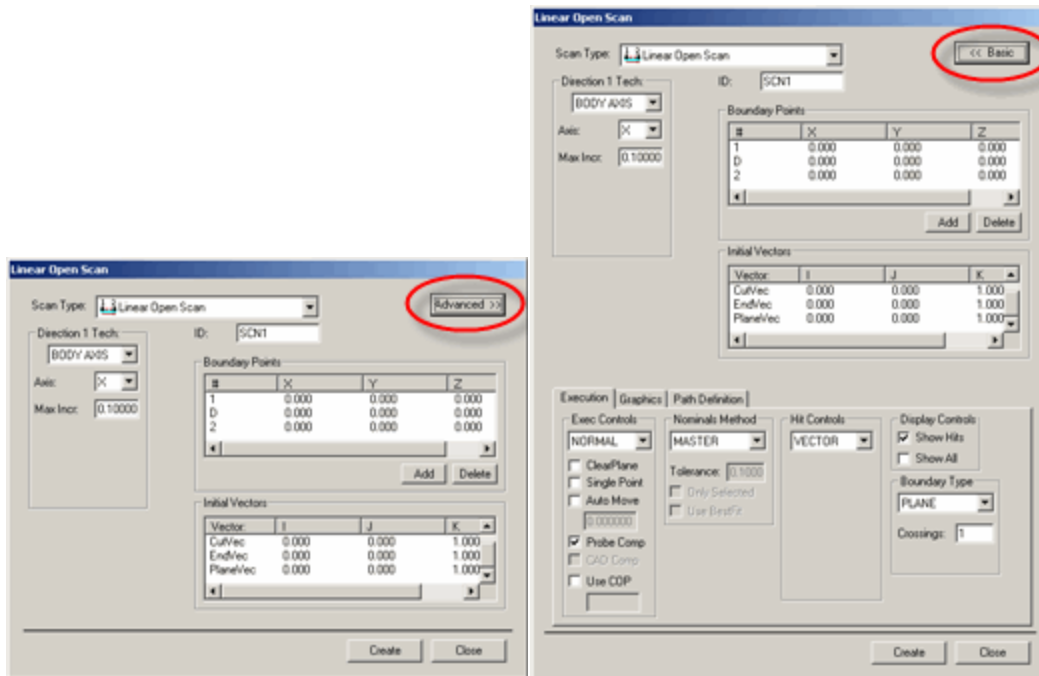 Linear Open Scan
Scan Type: Linear Open Scan
Advanced >>
Direction 1 Tech:
BODY AXIS
Axis: X
Max Incr: 0.10000
ID: SCN1
Boundary Points
# X Y Z
1 0.000 0.000 0.000
D 0.000 0.000 0.000
2 0.000 0.000 0.000
Add Delete
Initial Vectors
Vector: I J K
CutVec 0.000 0.000 1.000
EndVec 0.000 0.000 1.000
PlaneVec 0.000 0.000 1.000
Create Close
Linear Open Scan
Scan Type: Linear Open Scan
<< Basic
Direction 1 Tech:
BODY AXIS
Axis: X
Max Incr: 0.10000
ID: SCN1
Boundary Points
# X Y Z
1 0.000 0.000 0.000
D 0.000 0.000 0.000
2 0.000 0.000 0.000
Add Delete
Initial Vectors
Vector: I J K
CutVec 0.000 0.000 1.000
EndVec 0.000 0.000 1.000
PlaneVec 0.000 0.000 1.000
Execution Graphics Path Definition
Exec Controls
NORMAL
ClearPlane
Single Point
Auto Move
0.000000
Probe Comp
CAD Comp
Use COP
Nominals Method
MASTER
Tolerance: 0.1000
Only Selected
Use BestFit
Hit Controls
VECTOR
Display Controls
Show Hits
Show All
Boundary Type
PLANE
Crossings: 1
Create Close